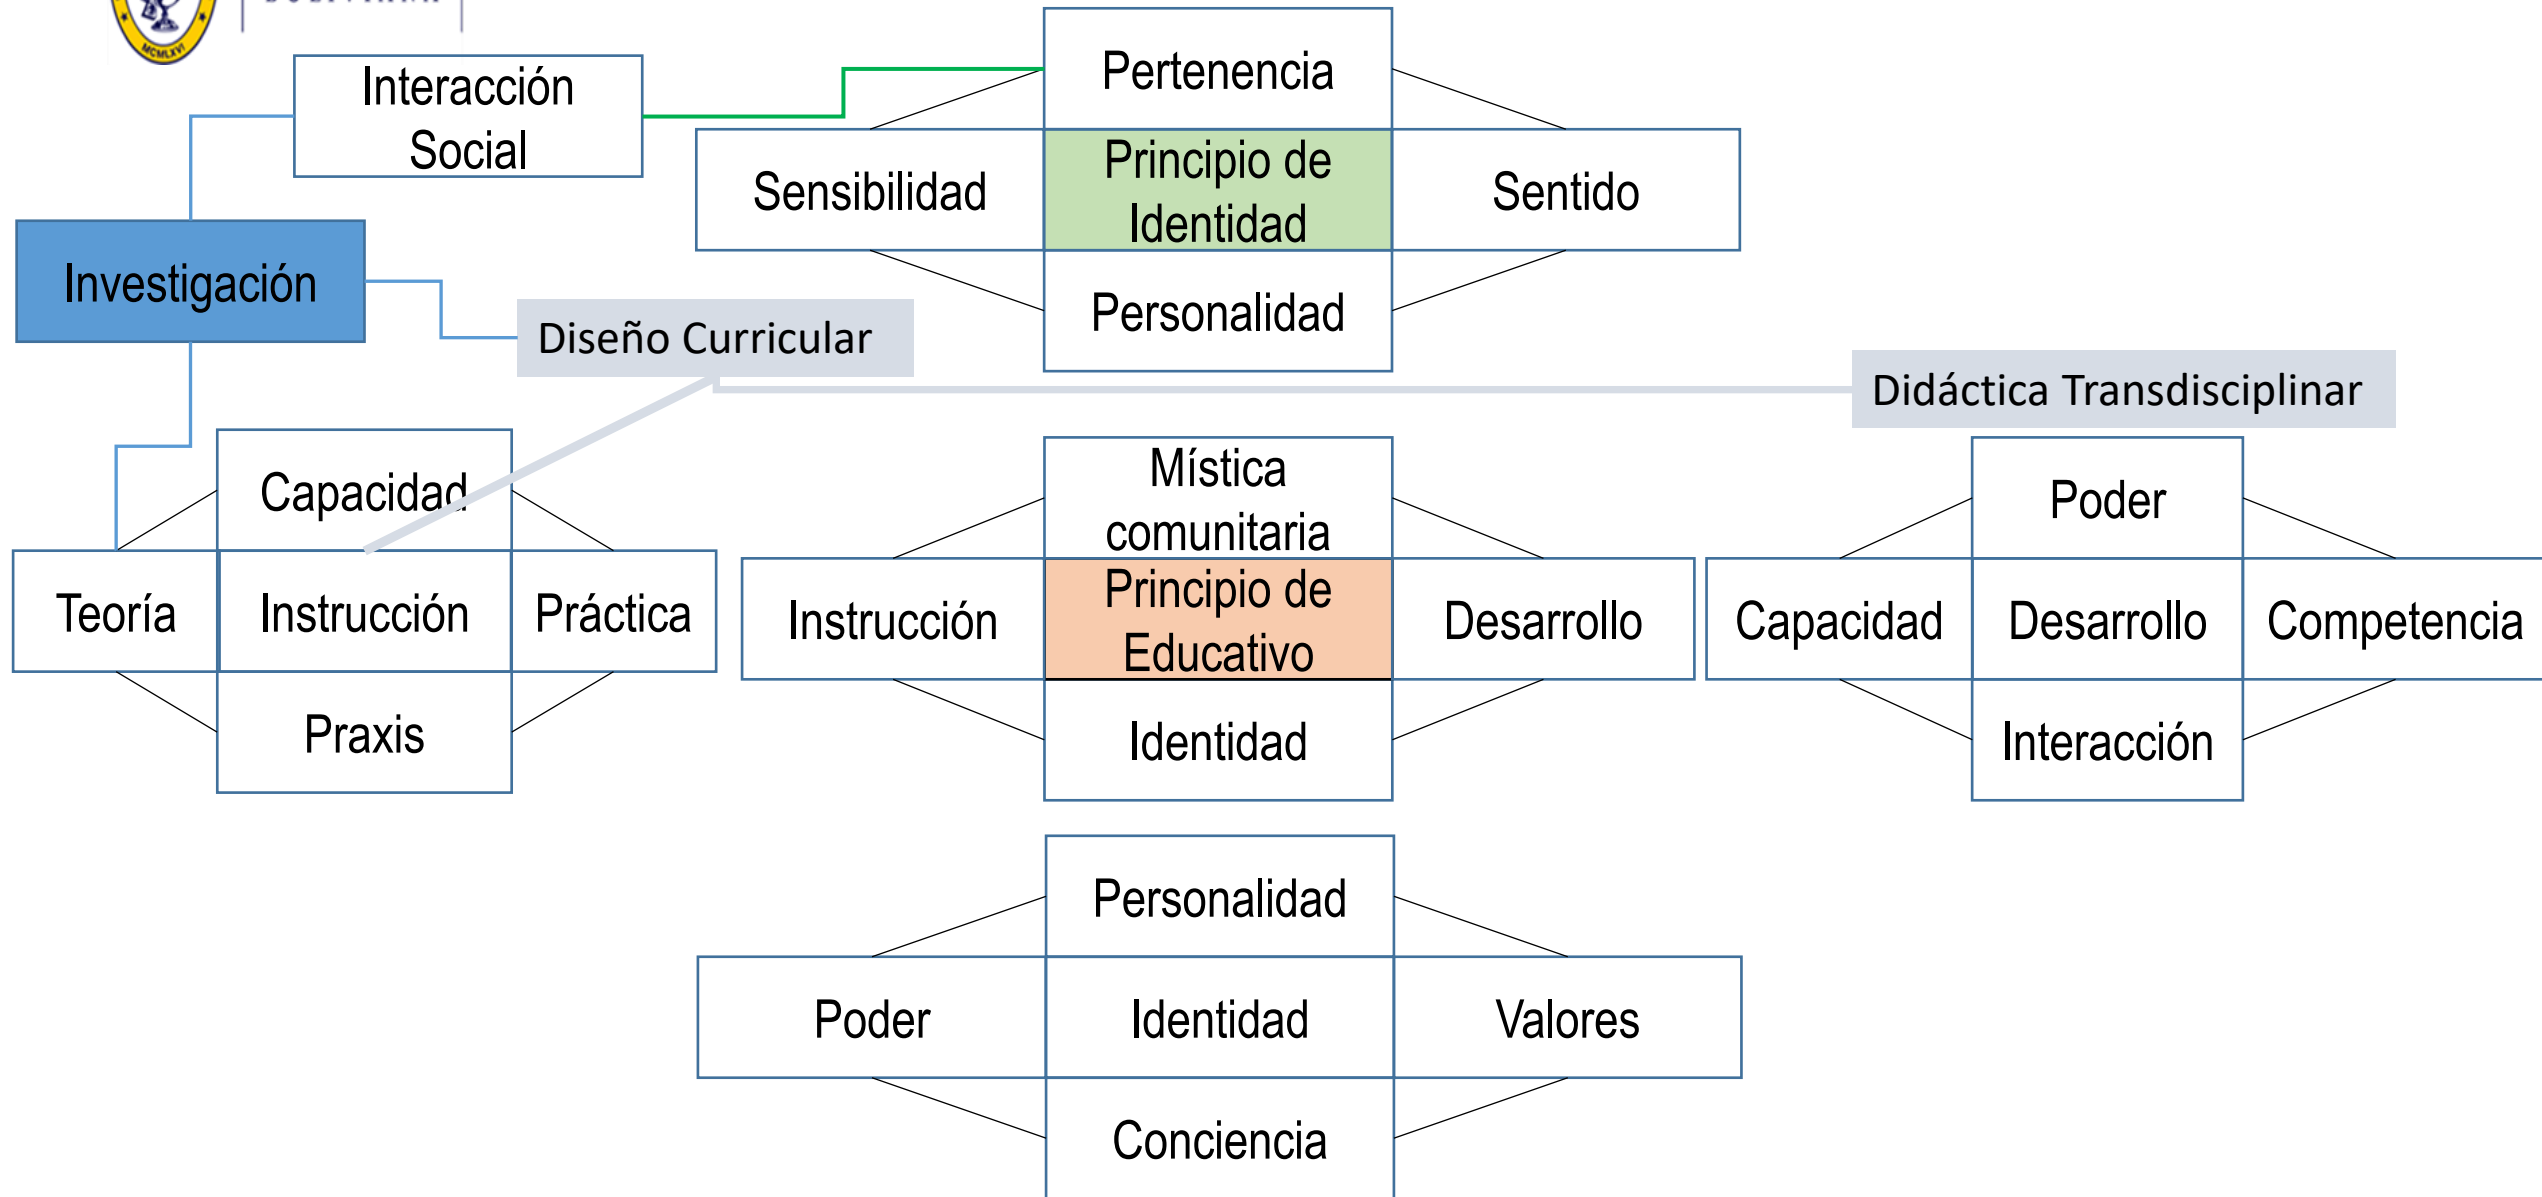 MCMLXVI
Interacción
Social
Pertenencia
Sensibilidad
Principio de
Identidad
Sentido
Investigación
Personalidad
Diseño Curricular
Didáctica Transdisciplinar
Capacidad
Mística
comunitaria
Poder
Teoría
Instrucción
Práctica
Instrucción
Principio de
Educativo
Desarrollo
Capacidad
Desarrollo
Competencia
Praxis
Identidad
Interacción
Personalidad
Poder
Identidad
Valores
Conciencia